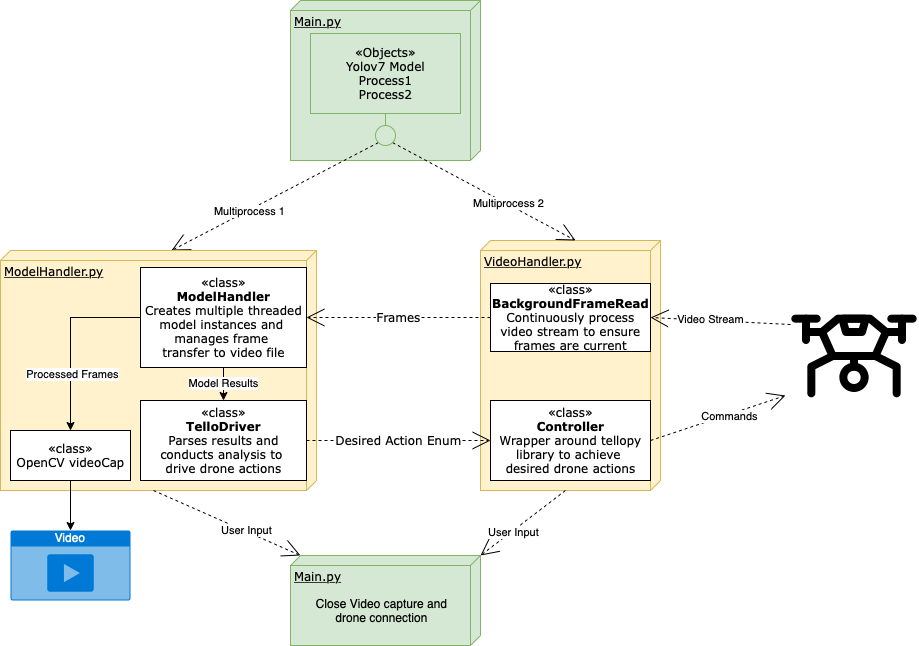 Main.py
«Objects»
Yolov7 Model
Process1
Process2
Multiprocess 1
Multiprocess 2
ModelHandler.py
«class»
ModelHandler
Creates multiple threaded
model instances and
manages frame
transfer to video file
Processed Frames
Model Results
«class»
OpenCV videoCap
«class»
TelloDriver
Parses results and
conducts analysis to
drive drone actions
Video
Frames
Desired Action Enum
VideoHandler.py
«class»
BackgroundFrameRead
Continuously process
video stream to ensure
frames are current
«class»
Controller
Wrapper around tellopy
library to achieve
desired drone actions
Video Stream
Commands
User Input
User Input
Main.py
Close Video capture and
drone connection